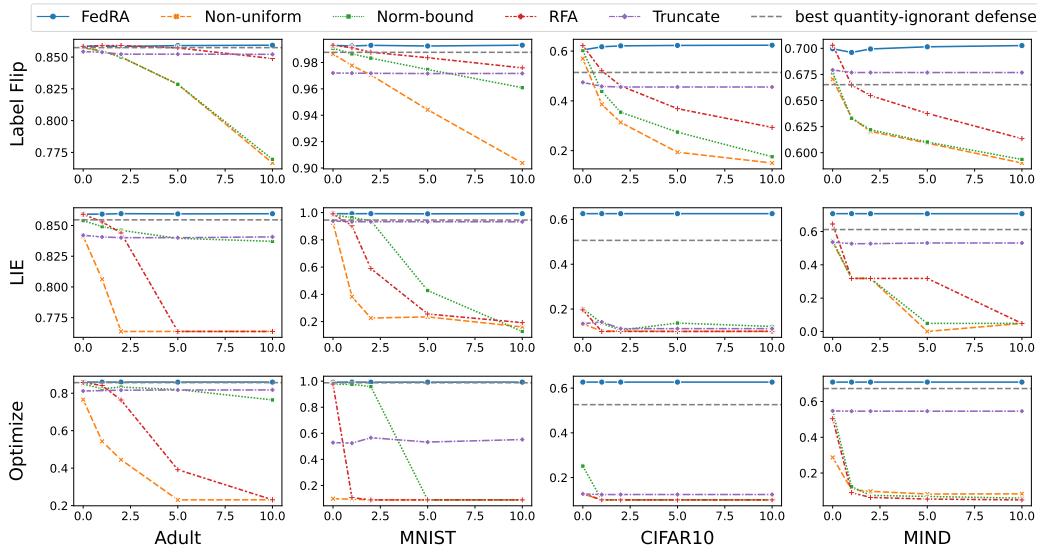 FedRA Non-uniform Norm-bound RFA Truncate best quantity-ignorant defense
Label Flip
0.850 0.825 0.800 0.775
0.0 2.5 5.0 7.5 10.0
0.98 0.96 0.94 0.92 0.90
0.0 2.5 5.0 7.5 10.0
0.6 0.4 0.2
0.0 2.5 5.0 7.5 10.0
0.700 0.675 0.650 0.625 0.600
0.0 2.5 5.0 7.5 10.0
LIE
0.850 0.825 0.800 0.775
0.0 2.5 5.0 7.5 10.0
1.0 0.8 0.6 0.4 0.2
0.0 2.5 5.0 7.5 10.0
0.6 0.4 0.2
0.0 2.5 5.0 7.5 10.0
0.6 0.4 0.2 0.0
0.0 2.5 5.0 7.5 10.0
Optimize
0.8 0.6 0.4 0.2
0.0 2.5 5.0 7.5 10.0
1.0 0.8 0.6 0.4 0.2
0.0 2.5 5.0 7.5 10.0
0.6 0.4 0.2
0.0 2.5 5.0 7.5 10.0
0.6 0.4 0.2
0.0 2.5 5.0 7.5 10.0
Adult MNIST CIFAR10 MIND